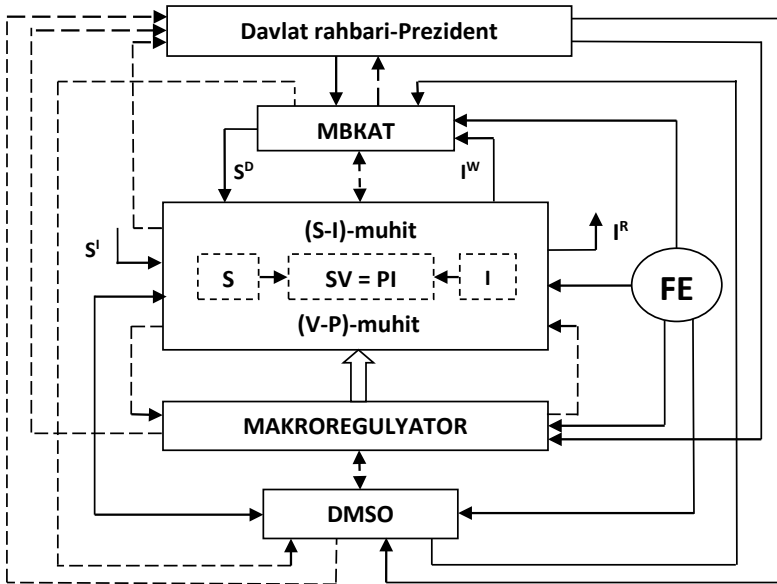 Davlat rahbari-Prezident
MBKAT
S^D
I^W
(S-I)-muhit
S^I
I^R
S
SV = PI
I
FE
(V-P)-muhit
MAKROREGULYATOR
DMSO